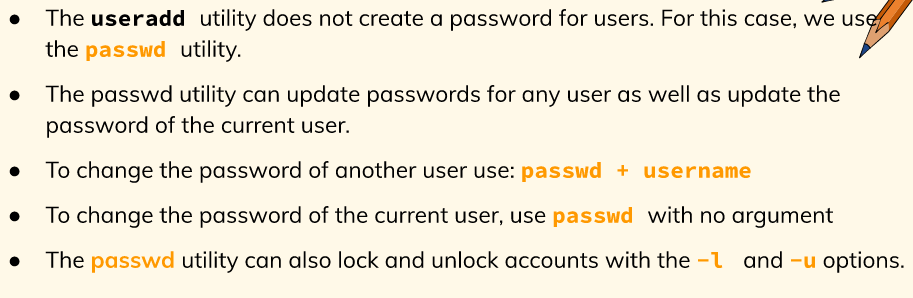 ● The useradd utility does not create a password for users. For this case, we use
the passwd utility.
● The passwd utility can update passwords for any user as well as update the
password of the current user.
● To change the password of another user use: passwd + username
● To change the password of the current user, use passwd with no argument
● The passwd utility can also lock and unlock accounts with the -l and -u options.